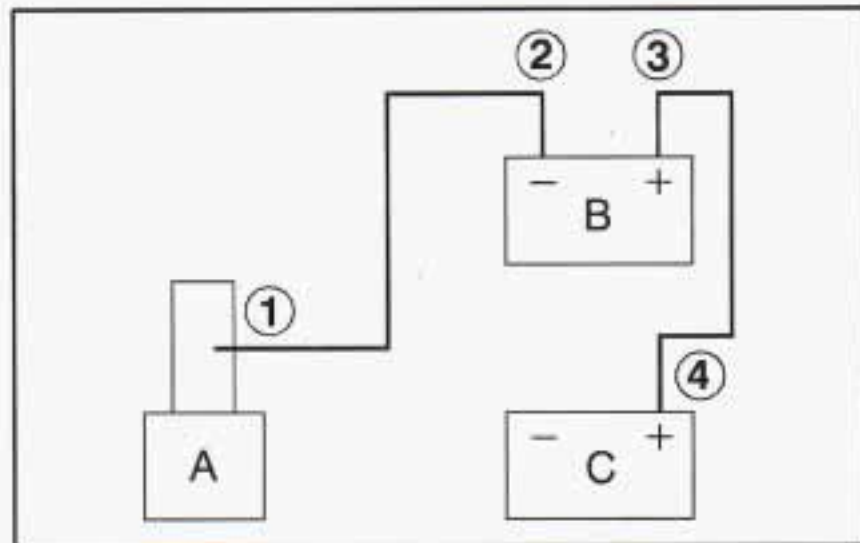 ② ③
− +
B
①
④
− +
A C